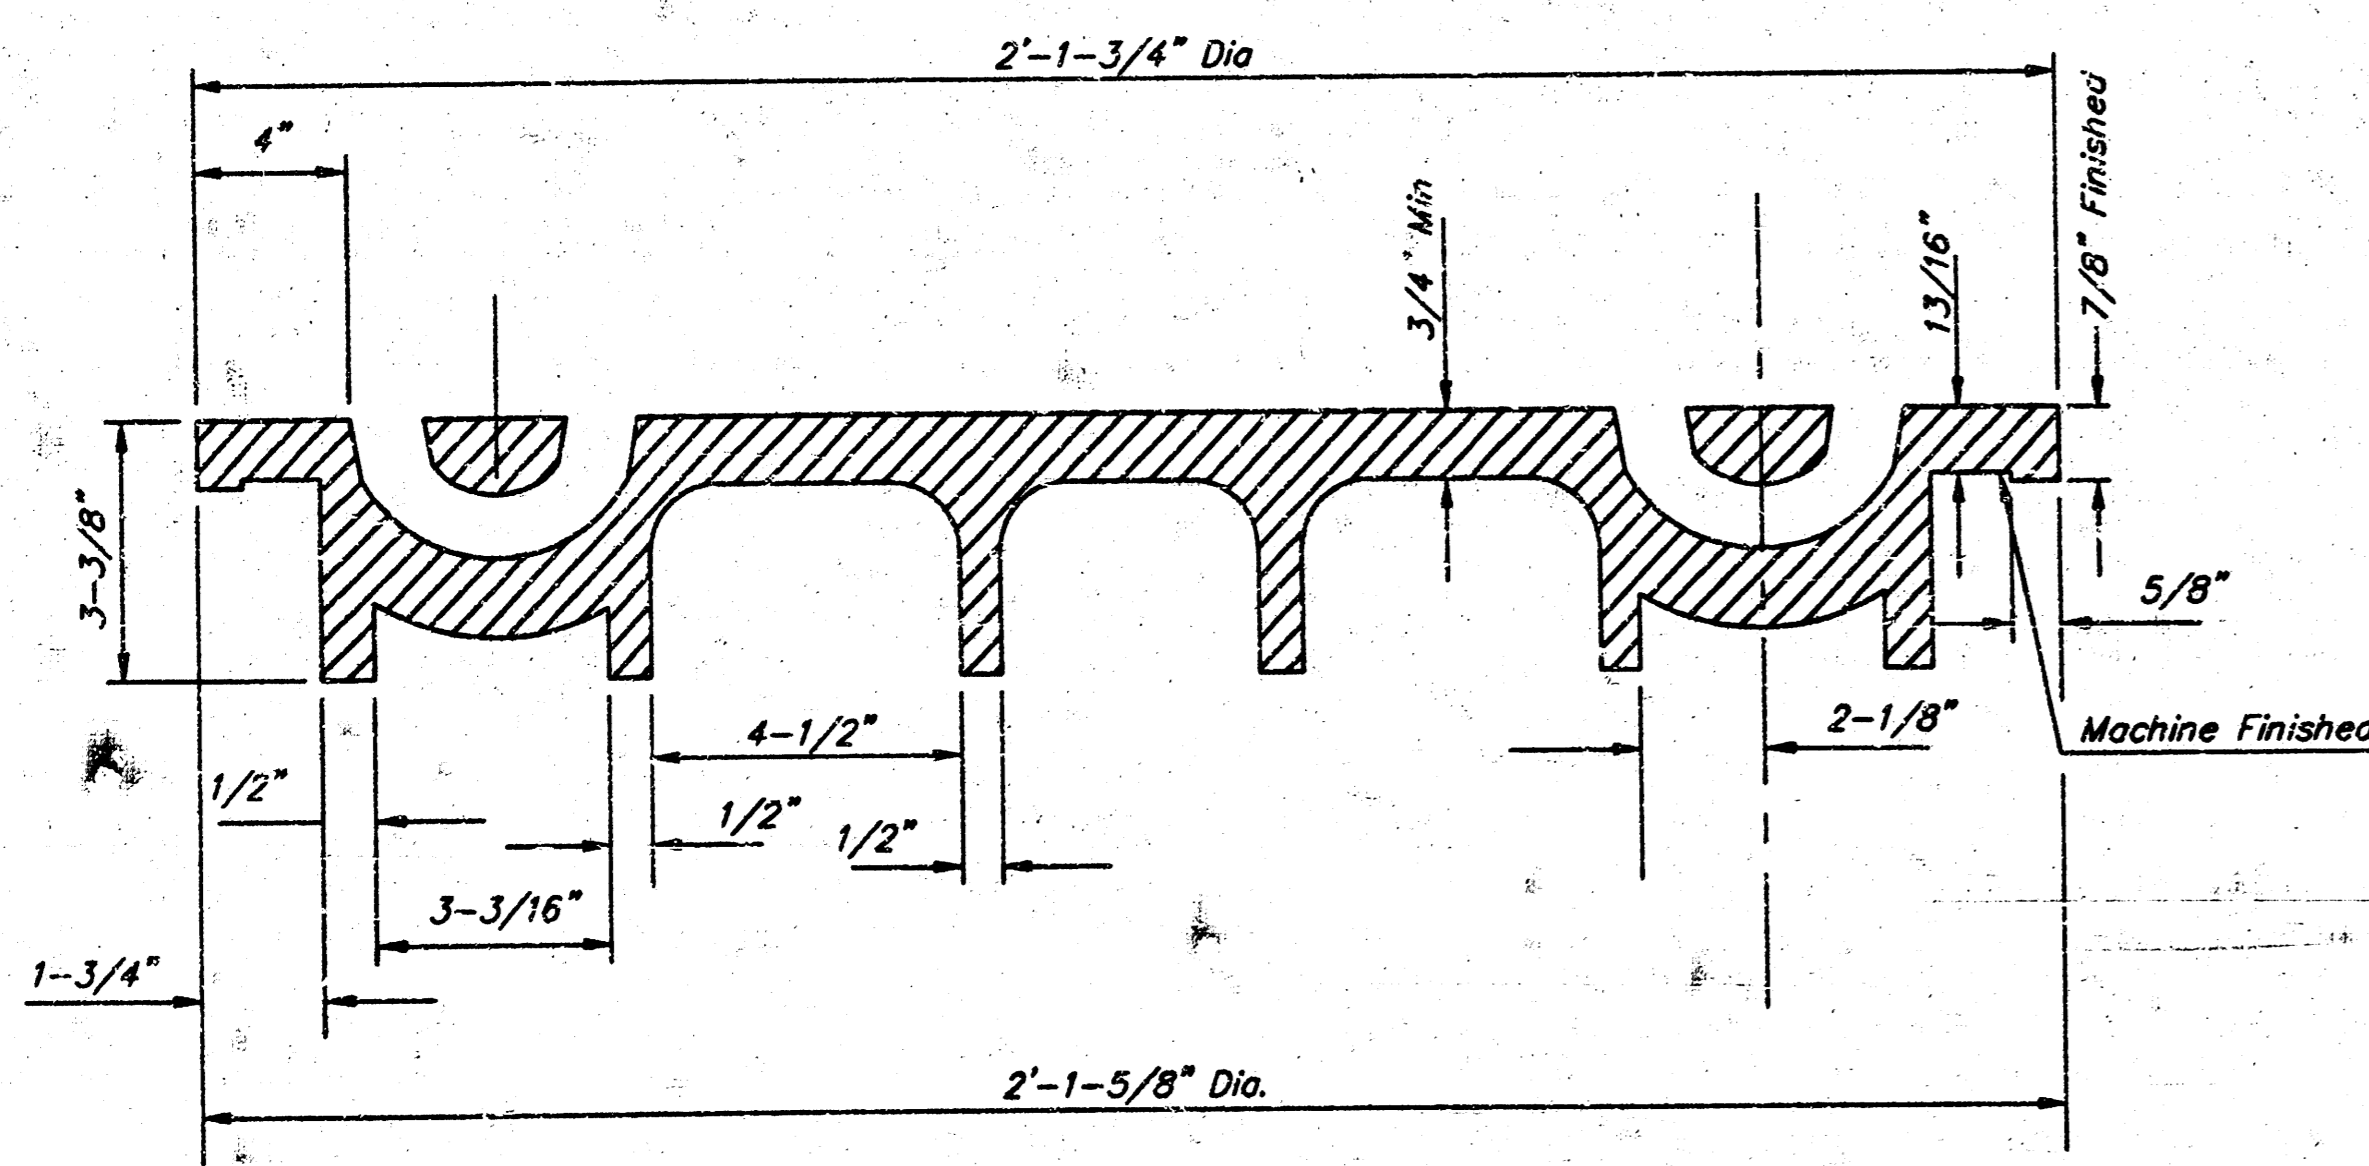 2'-1-3/4" Dia
4"
3/4" Min
13/16"
7/8" Finished
3-3/8"
5/8"
2-1/8"
Machine Finished
4-1/2"
1/2"
1/2"
1/2"
3-3/16"
1-3/4"
2'-1-5/8" Dia.